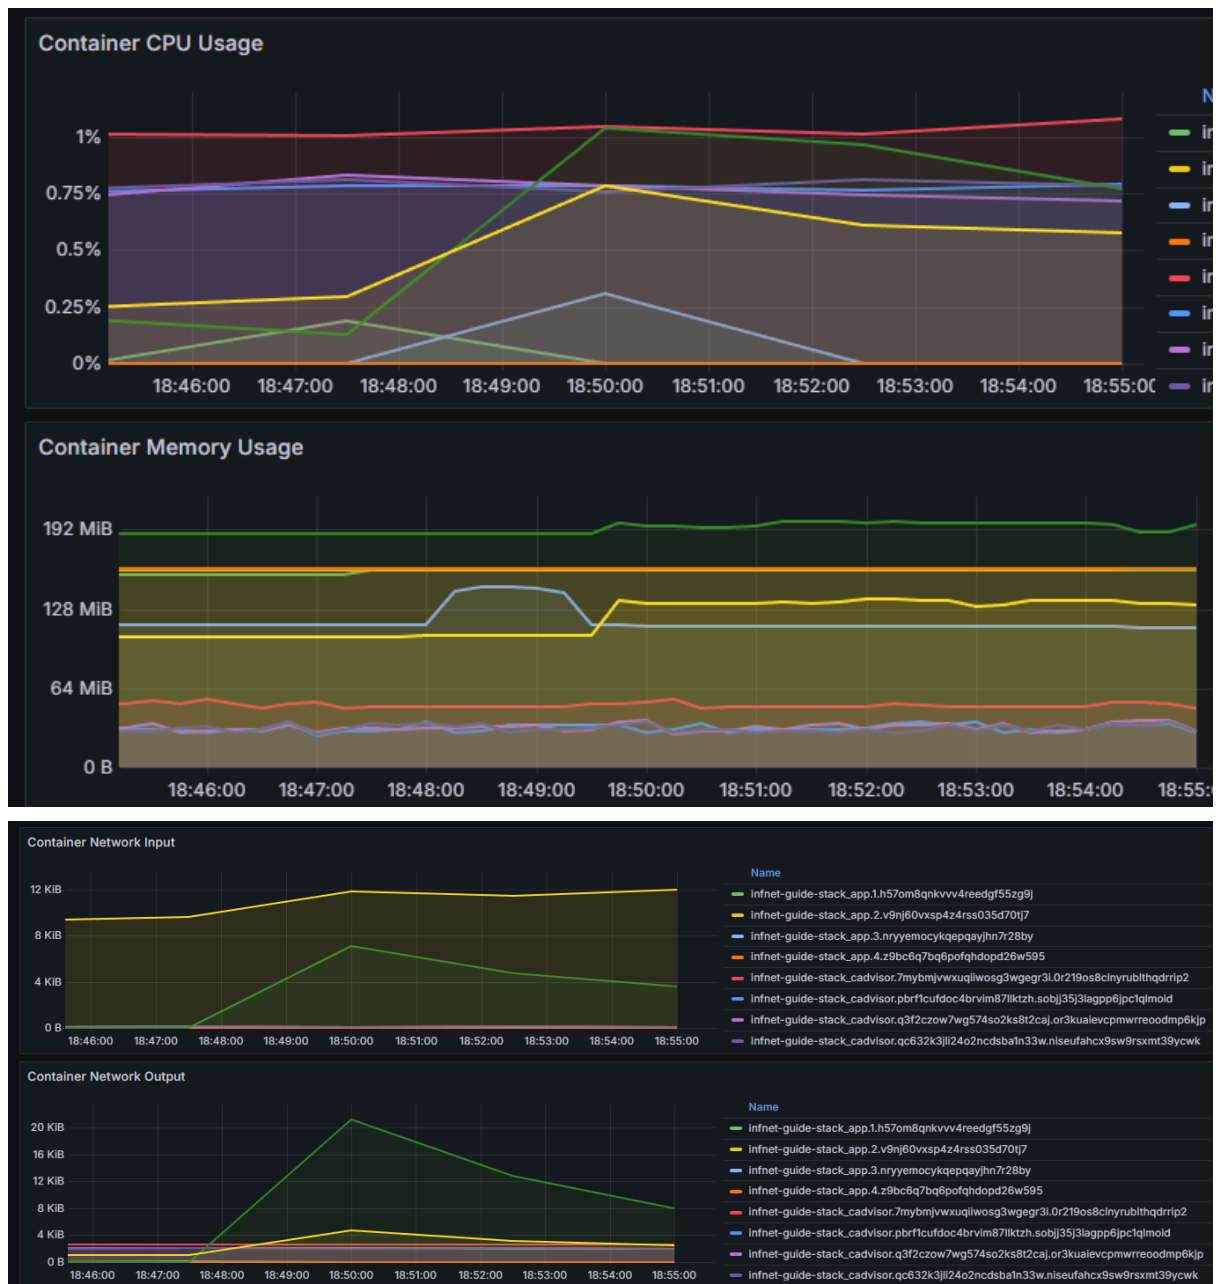 Container CPU Usage
1%
0.75%
0.5%
0.25%
0%
18:46:00 18:47:00 18:48:00 18:49:00 18:50:00 18:51:00 18:52:00 18:53:00 18:54:00 18:55:00
Container Memory Usage
192 MiB
128 MiB
64 MiB
0 B
18:46:00 18:47:00 18:48:00 18:49:00 18:50:00 18:51:00 18:52:00 18:53:00 18:54:00 18:55:
Container Network Input
12 KiB
8 KiB
4 KiB
0 B
18:46:00 18:47:00 18:48:00 18:49:00 18:50:00 18:51:00 18:52:00 18:53:00 18:54:00 18:55:00
Name
infnet-guide-stack_app.1.h57om8qnkvvv4reedgf55zg9j
infnet-guide-stack_app.2.v9nj60vxsp4z4rss035d70tj7
infnet-guide-stack_app.3.nryyemocykqepqayjhn7r28by
infnet-guide-stack_app.4.z9bc6q7bq6pofqhdopd26w595
infnet-guide-stack_cadvisor.7mybmjvwxuqiiwosg3wgegr3i.0r219os8clnyrublthqdrrip2
infnet-guide-stack_cadvisor.pbrf1cufdoc4brvim87llktzh.sobjj35j3lagpp6jpc1qlmoid
infnet-guide-stack_cadvisor.q3f2czow7wg574so2ks8t2caj.or3kuaievcpmwrreoodmp6kjp
infnet-guide-stack_cadvisor.qc632k3jli24o2ncdsba1n33w.niseufahcx9sw9rsxmt39ycwk
Container Network Output
20 KiB
16 KiB
12 KiB
8 KiB
4 KiB
0 B
18:46:00 18:47:00 18:48:00 18:49:00 18:50:00 18:51:00 18:52:00 18:53:00 18:54:00 18:55:00
Name
infnet-guide-stack_app.1.h57om8qnkvvv4reedgf55zg9j
infnet-guide-stack_app.2.v9nj60vxsp4z4rss035d70tj7
infnet-guide-stack_app.3.nryyemocykqepqayjhn7r28by
infnet-guide-stack_app.4.z9bc6q7bq6pofqhdopd26w595
infnet-guide-stack_cadvisor.7mybmjvwxuqiiwosg3wgegr3i.0r219os8clnyrublthqdrrip2
infnet-guide-stack_cadvisor.pbrf1cufdoc4brvim87llktzh.sobjj35j3lagpp6jpc1qlmoid
infnet-guide-stack_cadvisor.q3f2czow7wg574so2ks8t2caj.or3kuaievcpmwrreoodmp6kjp
infnet-guide-stack_cadvisor.qc632k3jli24o2ncdsba1n33w.niseufahcx9sw9rsxmt39ycwk